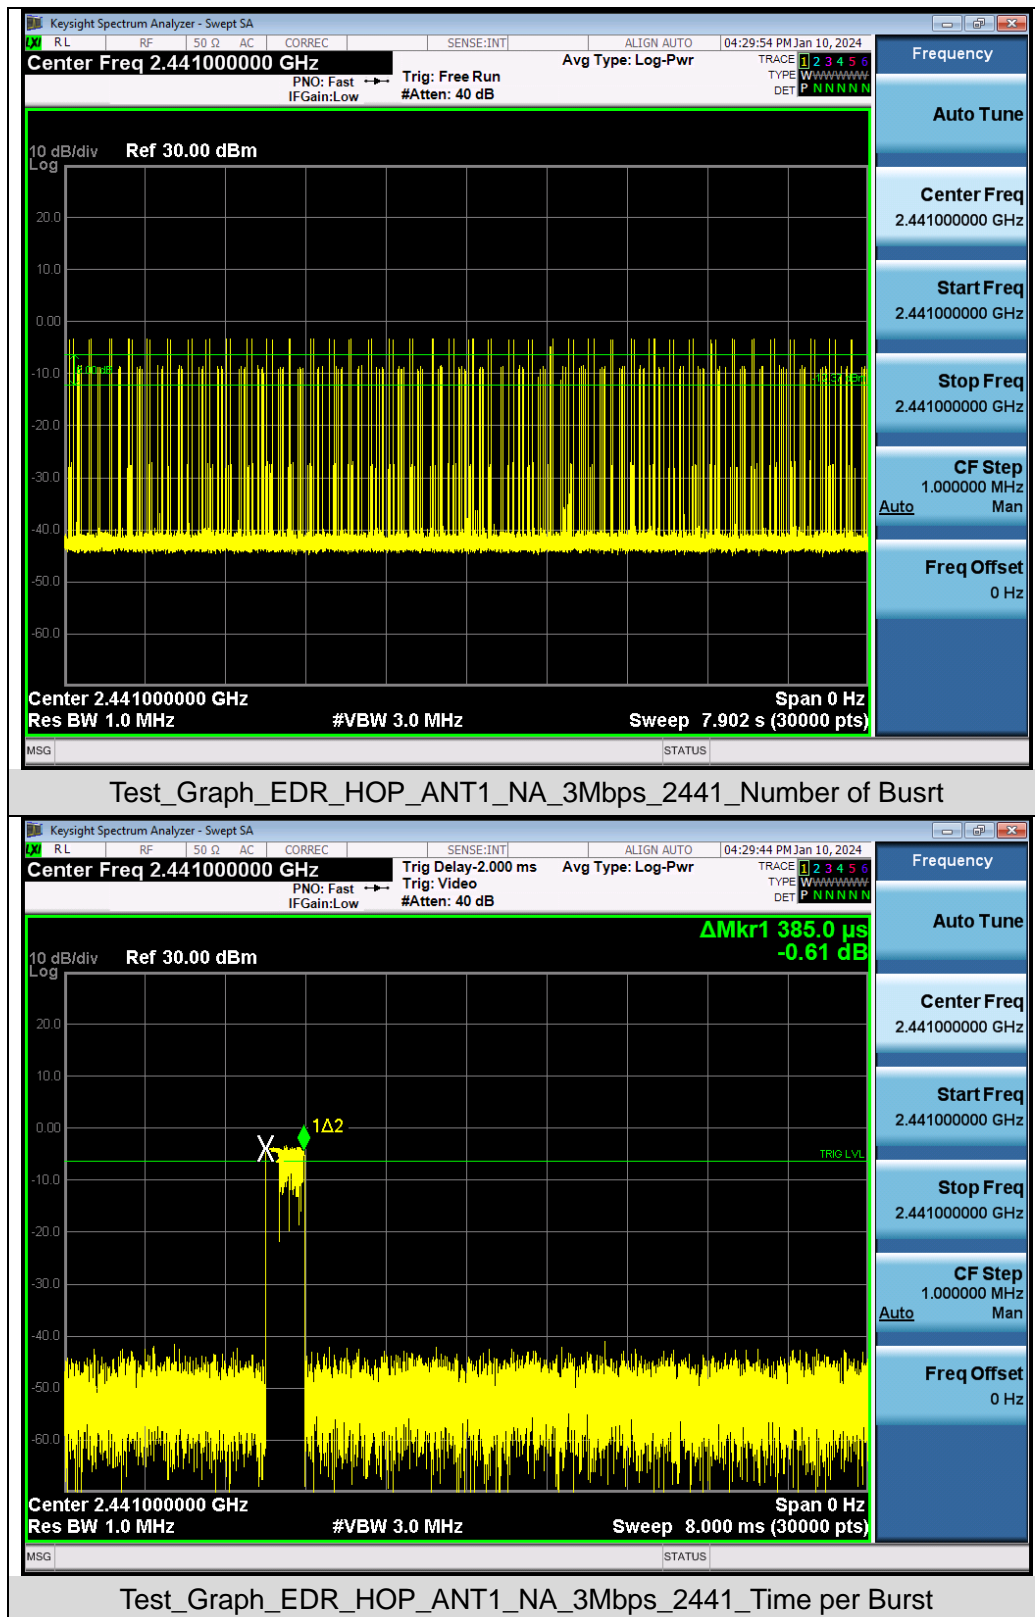 Keysight Spectrum Analyzer - Swept SA
LXI RL RF 50 Ω AC CORREC SENSE:INT ALIGN AUTO 04:29:54 PM Jan 10, 2024
Center Freq 2.441000000 GHz
PNO: Fast
IFGain:Low
Trig: Free Run
#Atten: 40 dB
Avg Type: Log-Pwr
TRACE 1 2 3 4 5 6
TYPE WWWWWW
DET P N N N N N
10 dB/div
Log
Ref 30.00 dBm
20.0
10.0
0.00
-10.0
-20.0
-30.0
-40.0
-50.0
-60.0
Center 2.441000000 GHz
Span 0 Hz
Res BW 1.0 MHz
#VBW 3.0 MHz
Sweep 7.902 s (30000 pts)
MSG
STATUS
Frequency
Auto Tune
Center Freq
2.441000000 GHz
Start Freq
2.441000000 GHz
Stop Freq
2.441000000 GHz
CF Step
1.000000 MHz
Auto Man
Freq Offset
0 Hz
Test_Graph_EDR_HOP_ANT1_NA_3Mbps_2441_Number of Busrt
Keysight Spectrum Analyzer - Swept SA
LXI RL RF 50 Ω AC CORREC SENSE:INT ALIGN AUTO 04:29:44 PM Jan 10, 2024
Center Freq 2.441000000 GHz
PNO: Fast
IFGain:Low
Trig Delay-2.000 ms
Trig: Video
#Atten: 40 dB
Avg Type: Log-Pwr
TRACE 1 2 3 4 5 6
TYPE WWWWWW
DET P N N N N N
ΔMkr1 385.0 µs
-0.61 dB
10 dB/div
Log
Ref 30.00 dBm
20.0
10.0
0.00
-10.0
-20.0
-30.0
-40.0
-50.0
-60.0
1Δ2
TRIG LVL
Center 2.441000000 GHz
Span 0 Hz
Res BW 1.0 MHz
#VBW 3.0 MHz
Sweep 8.000 ms (30000 pts)
MSG
STATUS
Frequency
Auto Tune
Center Freq
2.441000000 GHz
Start Freq
2.441000000 GHz
Stop Freq
2.441000000 GHz
CF Step
1.000000 MHz
Auto Man
Freq Offset
0 Hz
Test_Graph_EDR_HOP_ANT1_NA_3Mbps_2441_Time per Burst